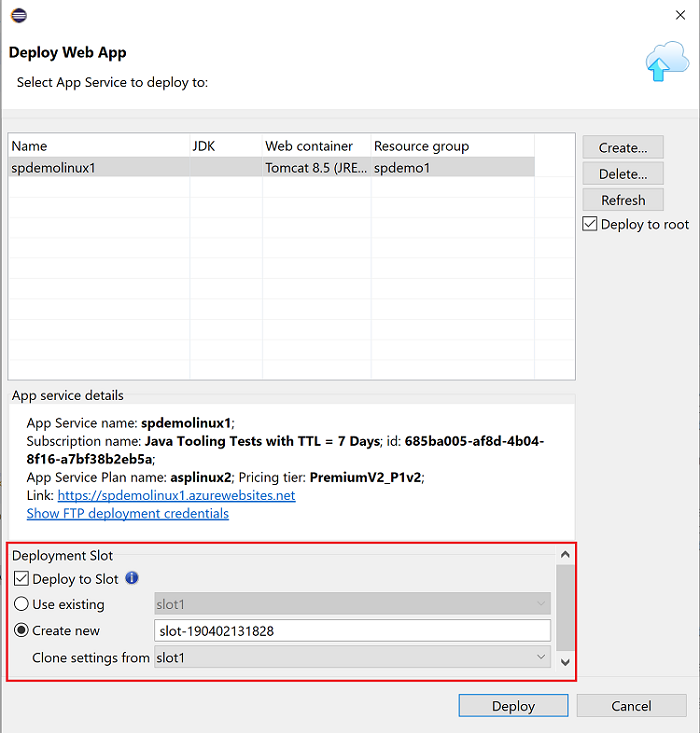 Deploy Web App
Select App Service to deploy to:
Name JDK Web container Resource group
spdemolinux1 Tomcat 8.5 (JRE... spdemo1
Create...
Delete...
Refresh
Deploy to root
App service details
App Service name: spdemolinux1;
Subscription name: Java Tooling Tests with TTL = 7 Days; id: 685ba005-af8d-4b04-
8f16-a7bf38b2eb5a;
App Service Plan name: asplinux2; Pricing tier: PremiumV2_P1v2;
Link: https://spdemolinux1.azurewebsites.net
Show FTP deployment credentials
Deployment Slot
Deploy to Slot
Use existing slot1
Create new slot-190402131828
Clone settings from slot1
Deploy Cancel